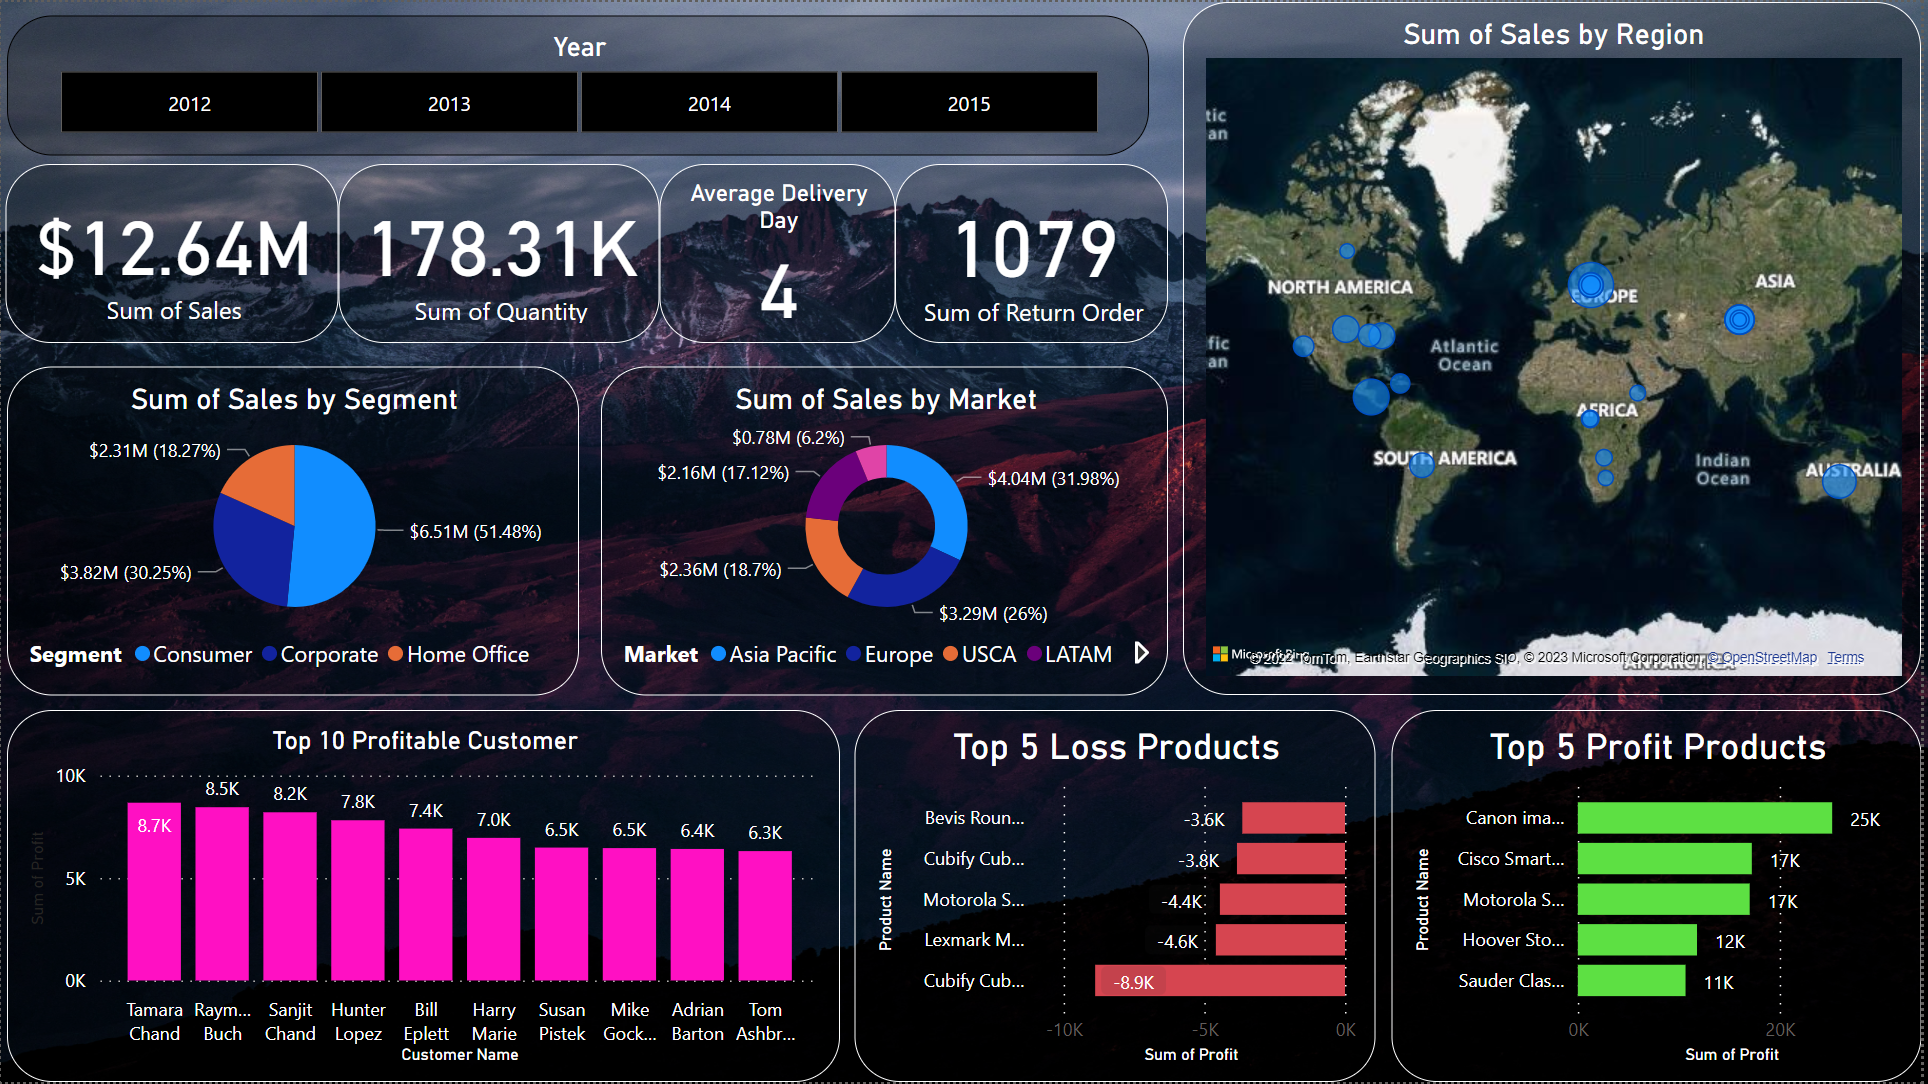 Year
2012
2013
2014
2015
$12.64M
Sum of Sales
178.31K
Sum of Quantity
Average Delivery
Day
4
1079
Sum of Return Order
Sum of Sales by Region
tic
an
NORTH AMERICA
EUROPE
ASIA
fic
an
Atlantic
Ocean
AFRICA
SOUTH AMERICA
Indian
Ocean
AUSTRALIA
© 2022 TomTom, Earthstar Geographics SIO, © 2023 Microsoft Corporation, © OpenStreetMap Terms
ANTARCTICA
Sum of Sales by Segment
$2.31M (18.27%)
$6.51M (51.48%)
$3.82M (30.25%)
Segment Consumer Corporate Home Office
Sum of Sales by Market
$0.78M (6.2%)
$2.16M (17.12%)
$4.04M (31.98%)
$2.36M (18.7%)
$3.29M (26%)
Market Asia Pacific Europe USCA LATAM
Top 10 Profitable Customer
Sum of Profit
10K
5K
0K
8.7K
8.5K
8.2K
7.8K
7.4K
7.0K
6.5K
6.5K
6.4K
6.3K
Tamara
Chand
Raym...
Buch
Sanjit
Chand
Hunter
Lopez
Bill
Eplett
Harry
Marie
Susan
Pistek
Mike
Gock...
Adrian
Barton
Tom
Ashbr...
Customer Name
Top 5 Loss Products
Product Name
Bevis Roun... -3.6K
Cubify Cub... -3.8K
Motorola S... -4.4K
Lexmark M... -4.6K
Cubify Cub... -8.9K
-10K -5K 0K
Sum of Profit
Top 5 Profit Products
Product Name
Canon ima... 25K
Cisco Smart... 17K
Motorola S... 17K
Hoover Sto... 12K
Sauder Clas... 11K
0K 20K
Sum of Profit